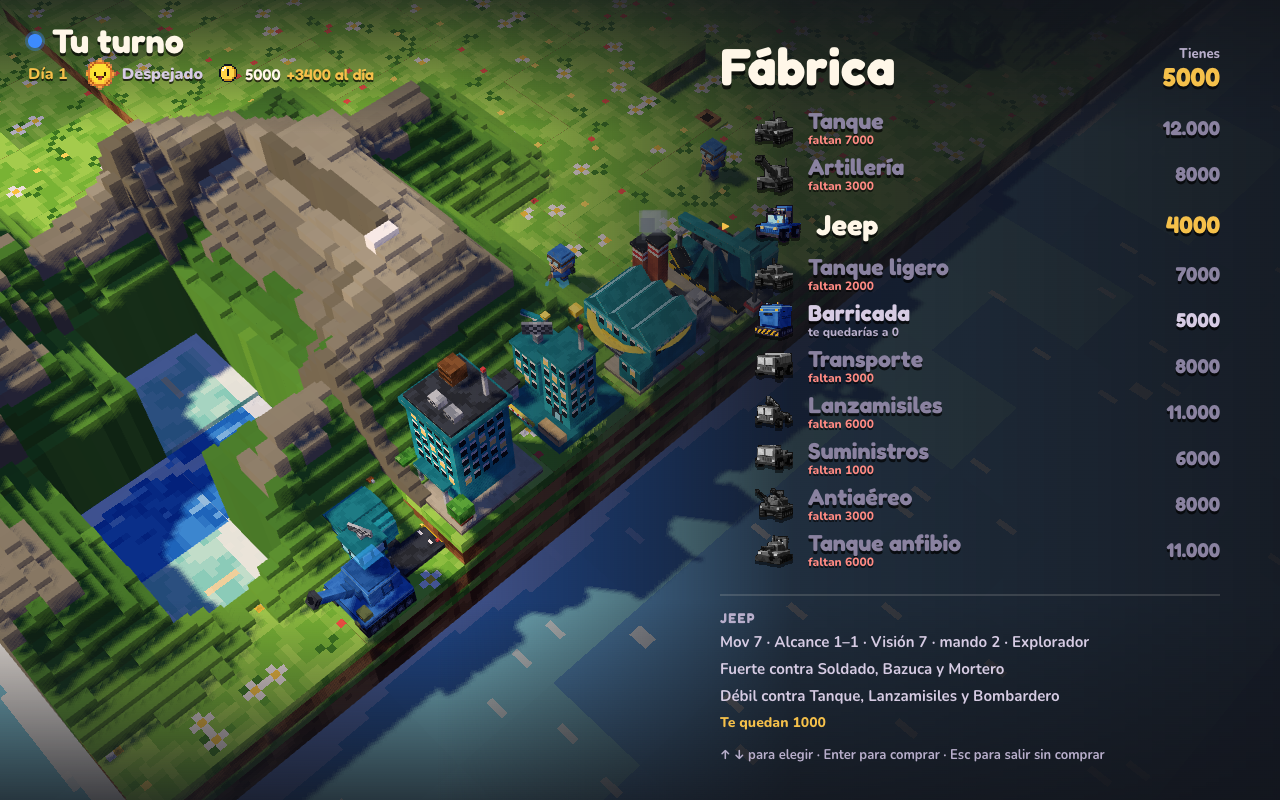 Tu turno
Día 1 Despejado 5000 +3400 al día
Fábrica
Tienes
5000
Tanque 12.000
faltan 7000
Artillería 8000
faltan 3000
Jeep 4000
Tanque ligero 7000
faltan 2000
Barricada 5000
te quedarías a 0
Transporte 8000
faltan 3000
Lanzamisiles 11.000
faltan 6000
Suministros 6000
faltan 1000
Antiaéreo 8000
faltan 3000
Tanque anfibio 11.000
faltan 6000
JEEP
Mov 7 · Alcance 1–1 · Visión 7 · mando 2 · Explorador
Fuerte contra Soldado, Bazuca y Mortero
Débil contra Tanque, Lanzamisiles y Bombardero
Te quedan 1000
↑ ↓ para elegir · Enter para comprar · Esc para salir sin comprar